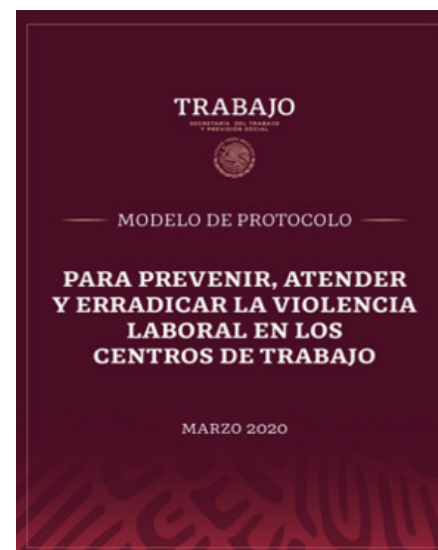 TRABAJO
SECRETARÍA DEL TRABAJO
Y PREVISIÓN SOCIAL
MODELO DE PROTOCOLO
PARA PREVENIR, ATENDER
Y ERRADICAR LA VIOLENCIA
LABORAL EN LOS
CENTROS DE TRABAJO
MARZO 2020